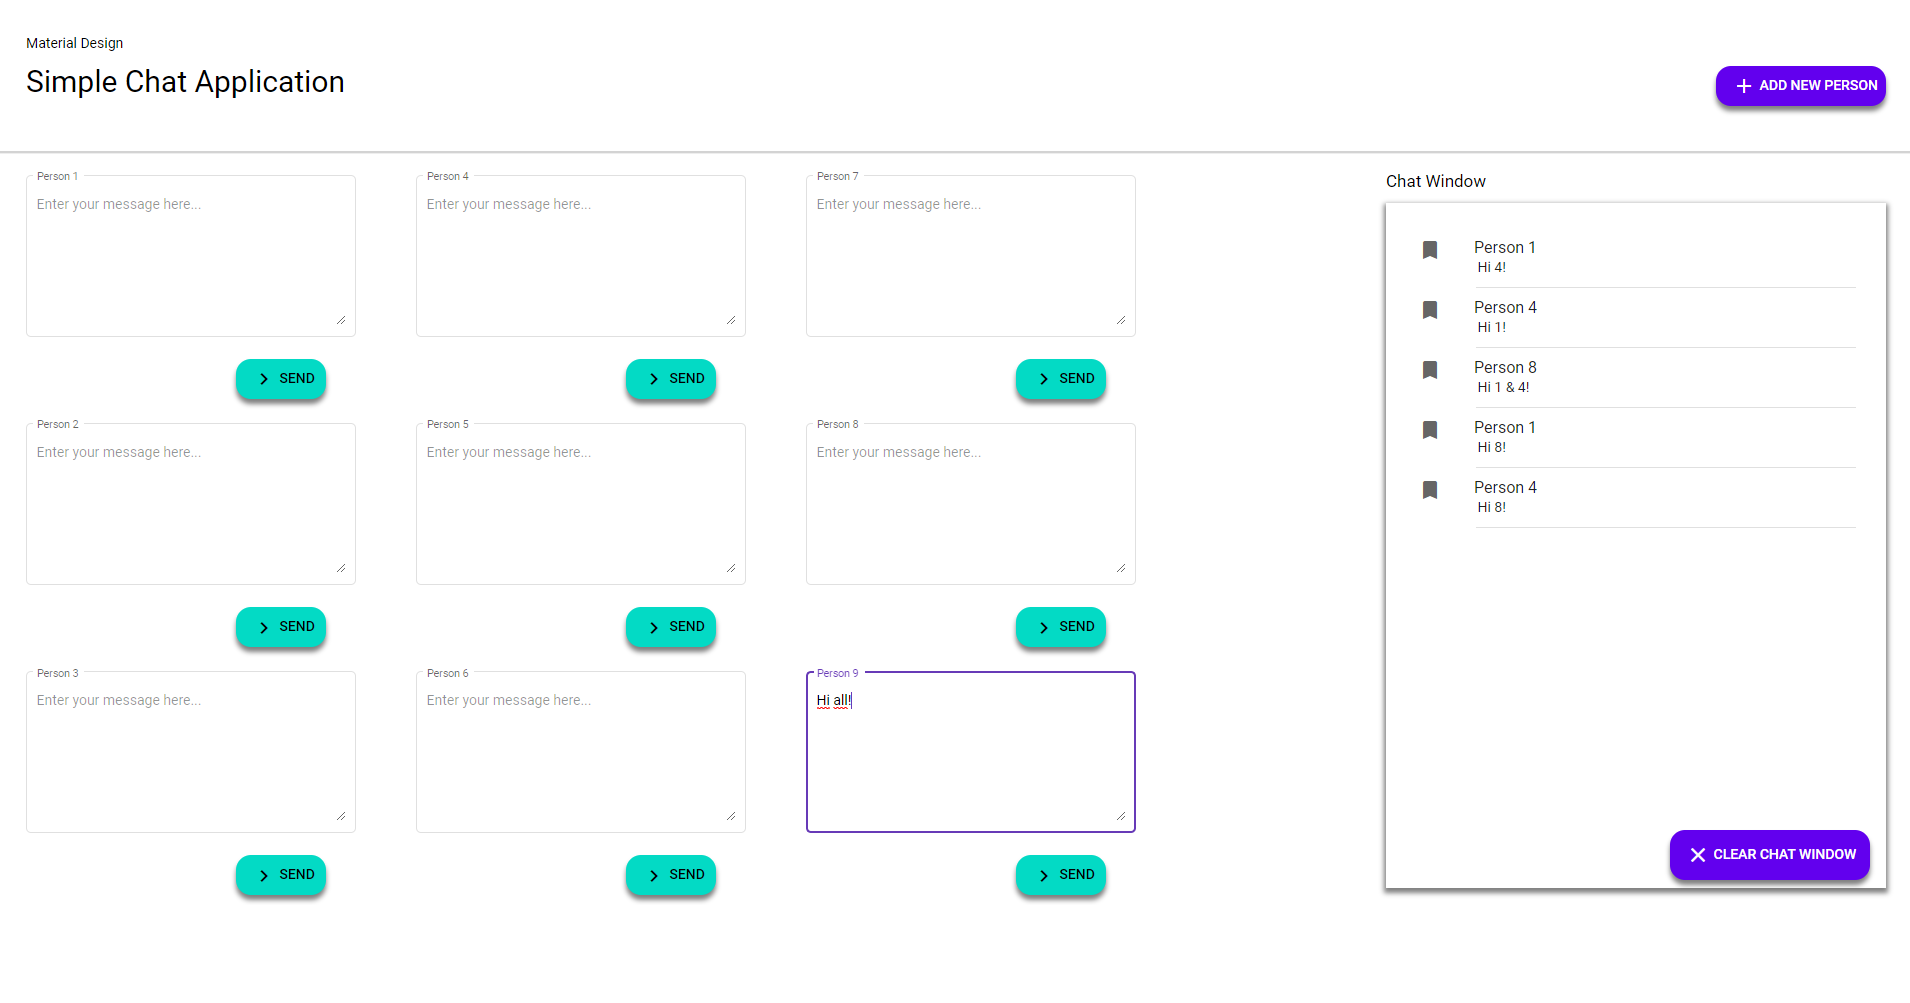 Material Design
Simple Chat Application
ADD NEW PERSON
Person 1
Enter your message here...
SEND
Person 2
Enter your message here...
SEND
Person 3
Enter your message here...
SEND
Person 4
Enter your message here...
SEND
Person 5
Enter your message here...
SEND
Person 6
Enter your message here...
SEND
Person 7
Enter your message here...
SEND
Person 8
Enter your message here...
SEND
Person 9
Hi all!
SEND
Chat Window
Person 1
Hi 4!
Person 4
Hi 1!
Person 8
Hi 1 & 4!
Person 1
Hi 8!
Person 4
Hi 8!
CLEAR CHAT WINDOW